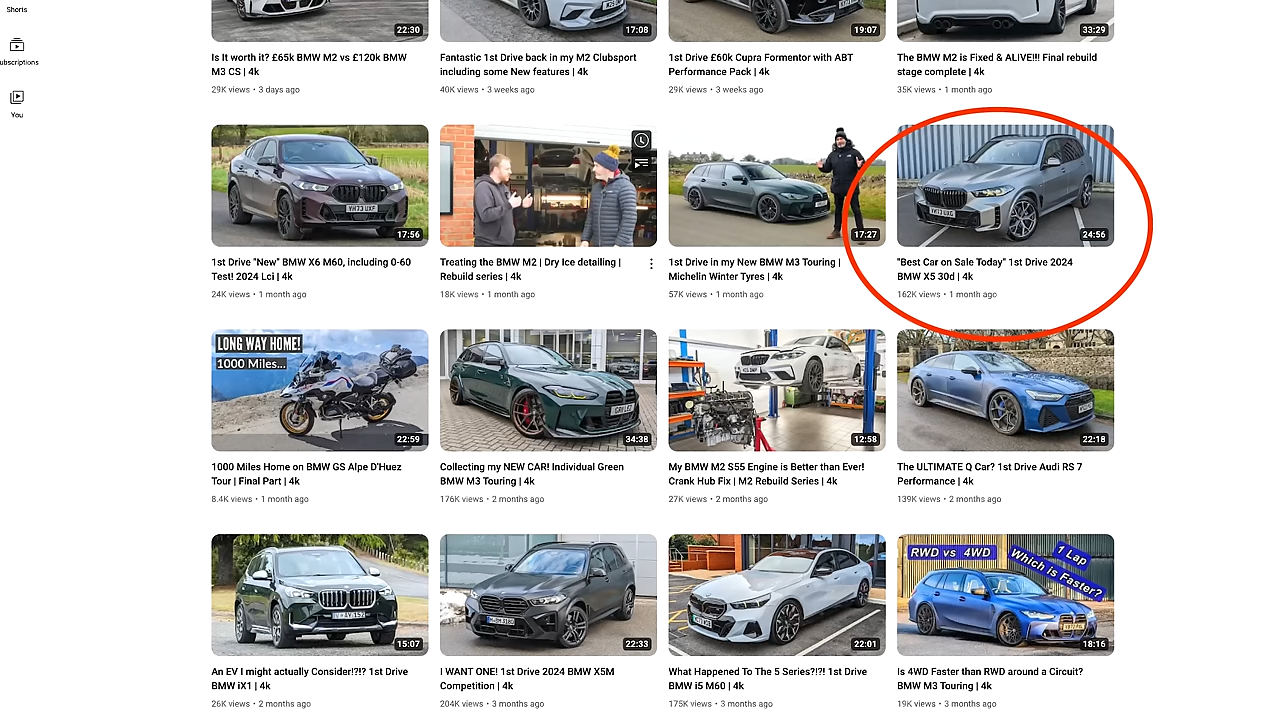 Shorts
22:30
17:08
19:07
33:29
ubscriptions
Is It worth it? £65k BMW M2 vs £120k BMW
M3 CS | 4k
Fantastic 1st Drive back in my M2 Clubsport
including some New features | 4k
1st Drive £60k Cupra Formentor with ABT
Performance Pack | 4k
The BMW M2 is Fixed & ALIVE!!! Final rebuild
stage complete | 4k
29K views • 3 days ago
40K views • 3 weeks ago
29K views • 3 weeks ago
35K views • 1 month ago
You
YH73 UXF
17:56
17:27
24:56
1st Drive "New" BMW X6 M60, including 0-60
Test! 2024 Lci | 4k
Treating the BMW M2 | Dry Ice detailing |
Rebuild series | 4k
1st Drive in my New BMW M3 Touring |
Michelin Winter Tyres | 4k
"Best Car on Sale Today" 1st Drive 2024
BMW X5 30d | 4k
24K views • 1 month ago
18K views • 1 month ago
57K views • 1 month ago
162K views • 1 month ago
LONG WAY HOME!
1000 Miles...
22:59
34:38
12:58
22:18
1000 Miles Home on BMW GS Alpe D'Huez
Tour | Final Part | 4k
Collecting my NEW CAR! Individual Green
BMW M3 Touring | 4k
My BMW M2 S55 Engine is Better than Ever!
Crank Hub Fix | M2 Rebuild Series | 4k
The ULTIMATE Q Car? 1st Drive Audi RS 7
Performance | 4k
8.4K views • 1 month ago
176K views • 2 months ago
27K views • 2 months ago
139K views • 2 months ago
RWD vs 4WD
1 Lap
Which is Faster?
15:07
22:33
22:01
18:16
An EV I might actually Consider!?!? 1st Drive
BMW iX1 | 4k
I WANT ONE! 1st Drive 2024 BMW X5M
Competition | 4k
What Happened To The 5 Series?!?! 1st Drive
BMW i5 M60 | 4k
Is 4WD Faster than RWD around a Circuit?
BMW M3 Touring | 4k
26K views • 2 months ago
204K views • 3 months ago
175K views • 3 months ago
19K views • 3 months ago